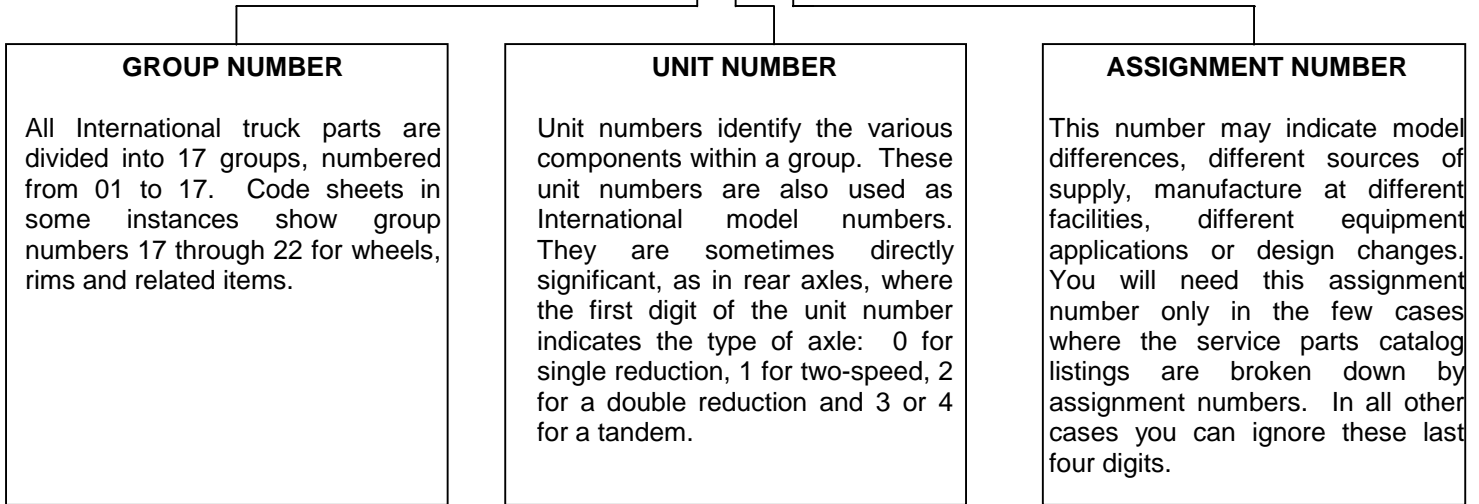 GROUP NUMBER
All International truck parts are
divided into 17 groups, numbered
from 01 to 17. Code sheets in
some instances show group
numbers 17 through 22 for wheels,
rims and related items.
UNIT NUMBER
Unit numbers identify the various
components within a group. These
unit numbers are also used as
International model numbers.
They are sometimes directly
significant, as in rear axles, where
the first digit of the unit number
indicates the type of axle: 0 for
single reduction, 1 for two-speed, 2
for a double reduction and 3 or 4
for a tandem.
ASSIGNMENT NUMBER
This number may indicate model
differences, different sources of
supply, manufacture at different
facilities, different equipment
applications or design changes.
You will need this assignment
number only in the few cases
where the service parts catalog
listings are broken down by
assignment numbers. In all other
cases you can ignore these last
four digits.